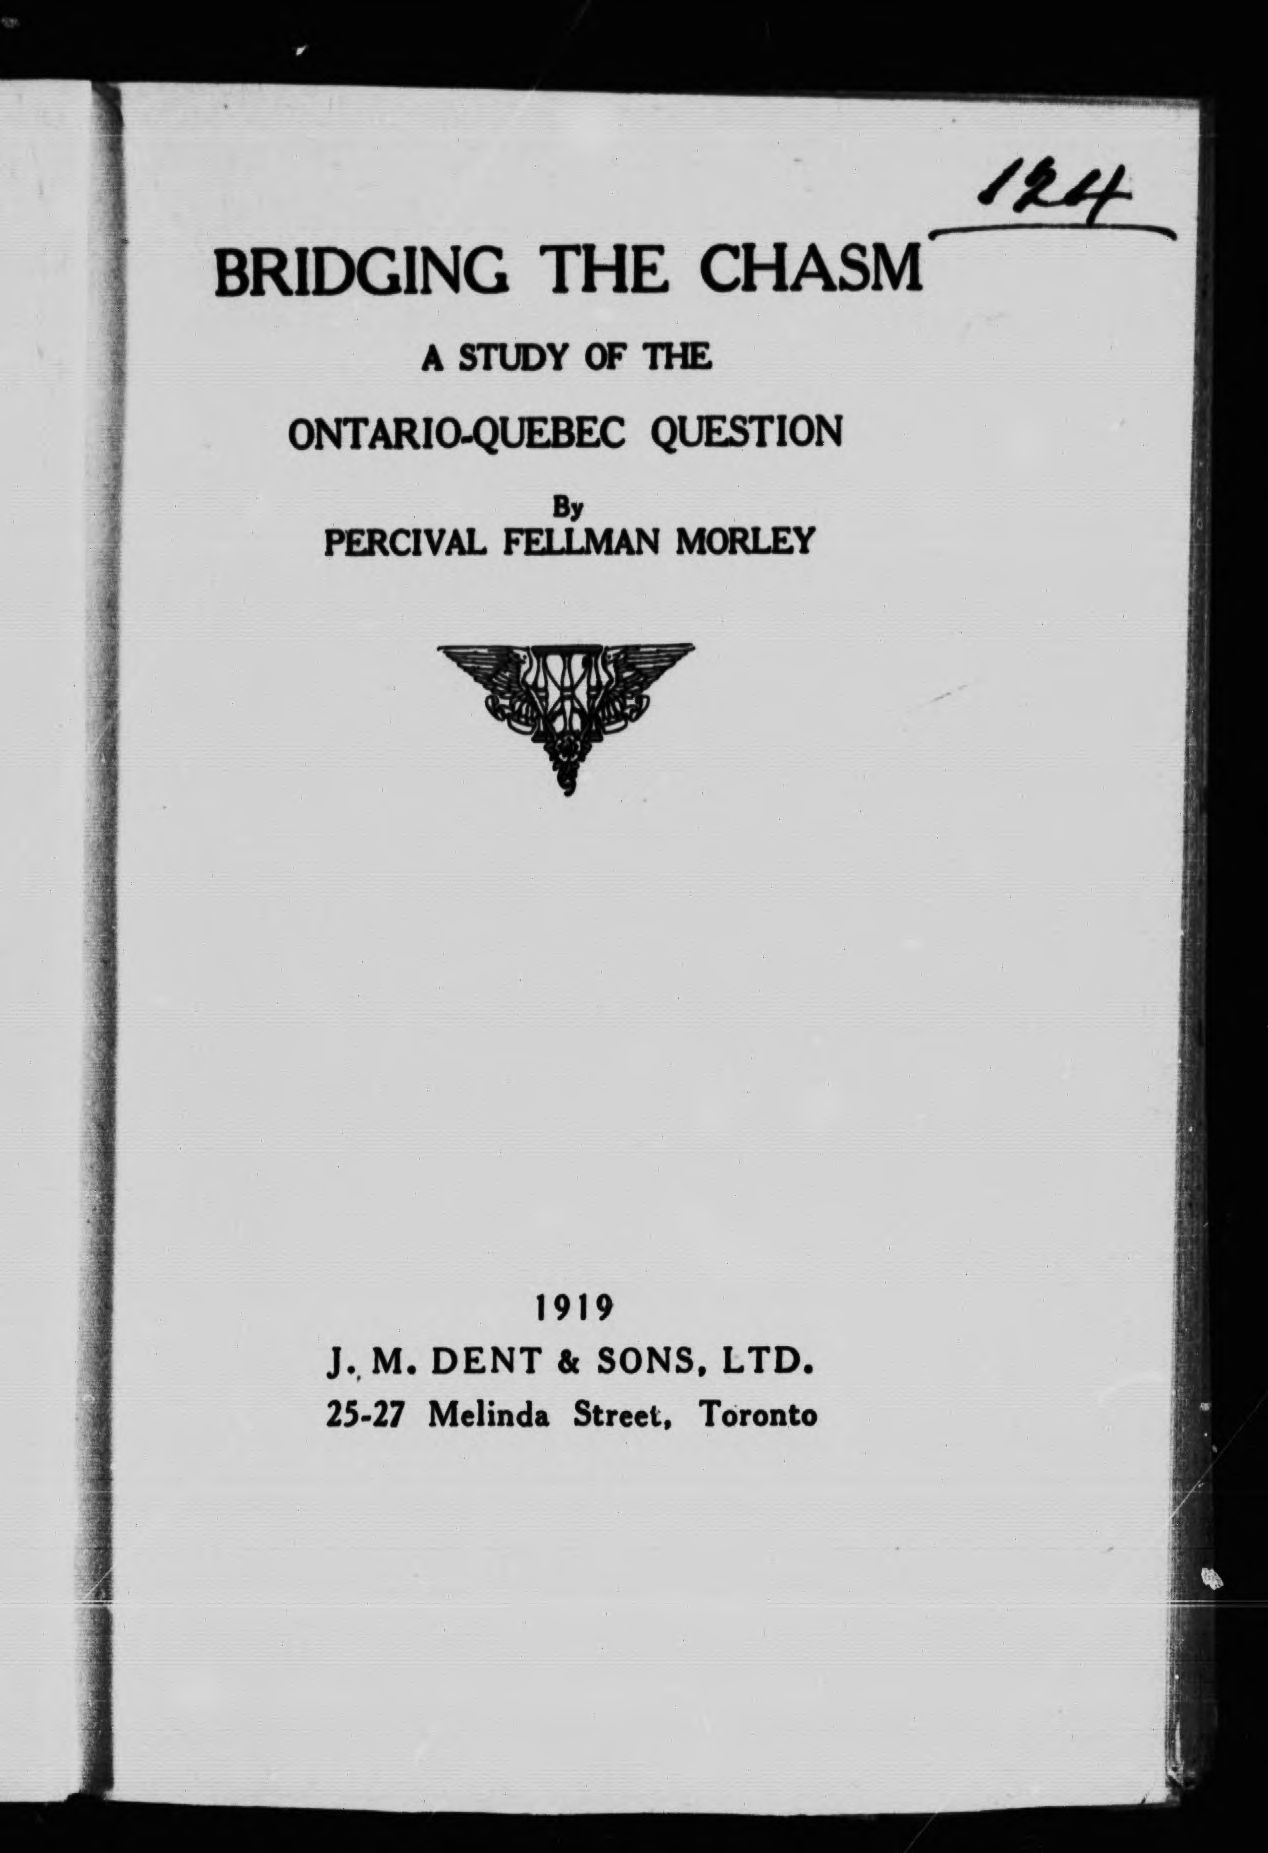 124
BRIDGING THE CHASM
A STUDY OF THE
ONTARIO-QUEBEC QUESTION
By
PERCIVAL FELLMAN MORLEY
1919
J. M. DENT & SONS, LTD.
25-27 Melinda Street, Toronto